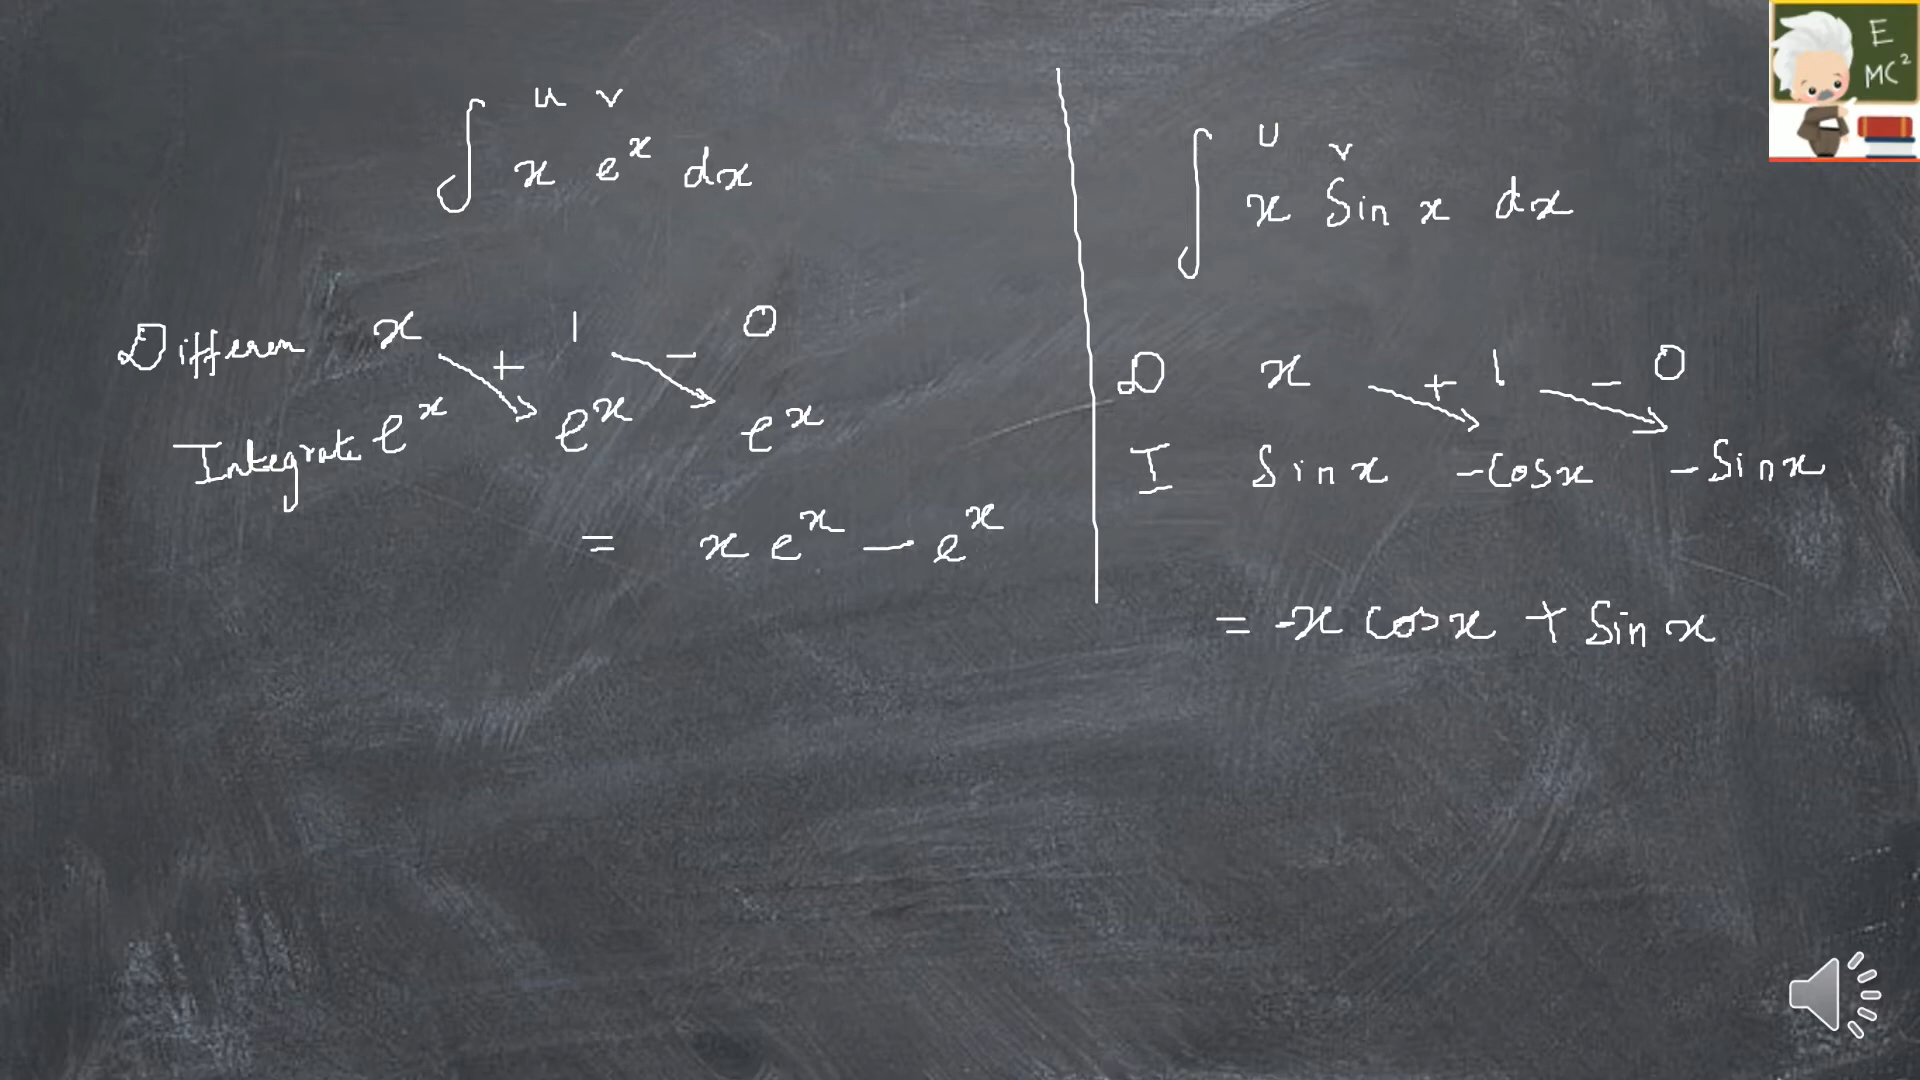 u v
∫ x e^x dx
Differen x + 1 − 0
Integrate e^x e^x e^x
= x e^x − e^x
U v
∫ x Sin x dx
D x + 1 − 0
I Sin x −Cos x −Sin x
= -x Cos x + Sin x
E
MC²